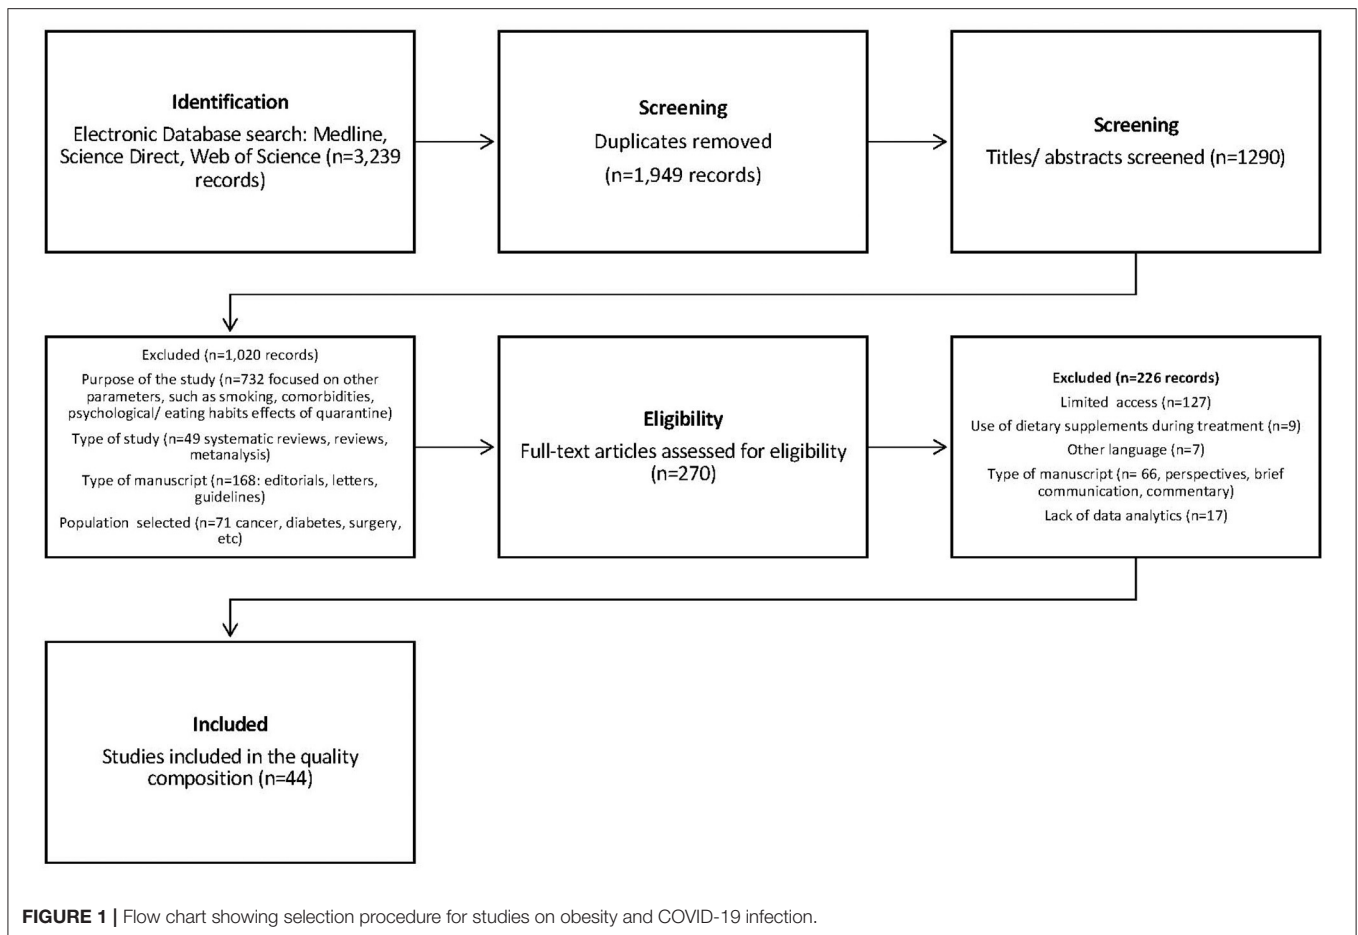 Identification
Electronic Database search: Medline,
Science Direct, Web of Science (n=3,239
records)
Screening
Duplicates removed
(n=1,949 records)
Screening
Titles/ abstracts screened (n=1290)
Excluded (n=1,020 records)
Purpose of the study (n=732 focused on other
parameters, such as smoking, comorbidities,
psychological/ eating habits effects of quarantine)
Type of study (n=49 systematic reviews, reviews,
metanalysis)
Type of manuscript (n=168: editorials, letters,
guidelines)
Population selected (n=71 cancer, diabetes, surgery,
etc)
Eligibility
Full-text articles assessed for eligibility
(n=270)
Excluded (n=226 records)
Limited access (n=127)
Use of dietary supplements during treatment (n=9)
Other language (n=7)
Type of manuscript (n= 66, perspectives, brief
communication, commentary)
Lack of data analytics (n=17)
Included
Studies included in the quality
composition (n=44)
FIGURE 1 | Flow chart showing selection procedure for studies on obesity and COVID-19 infection.